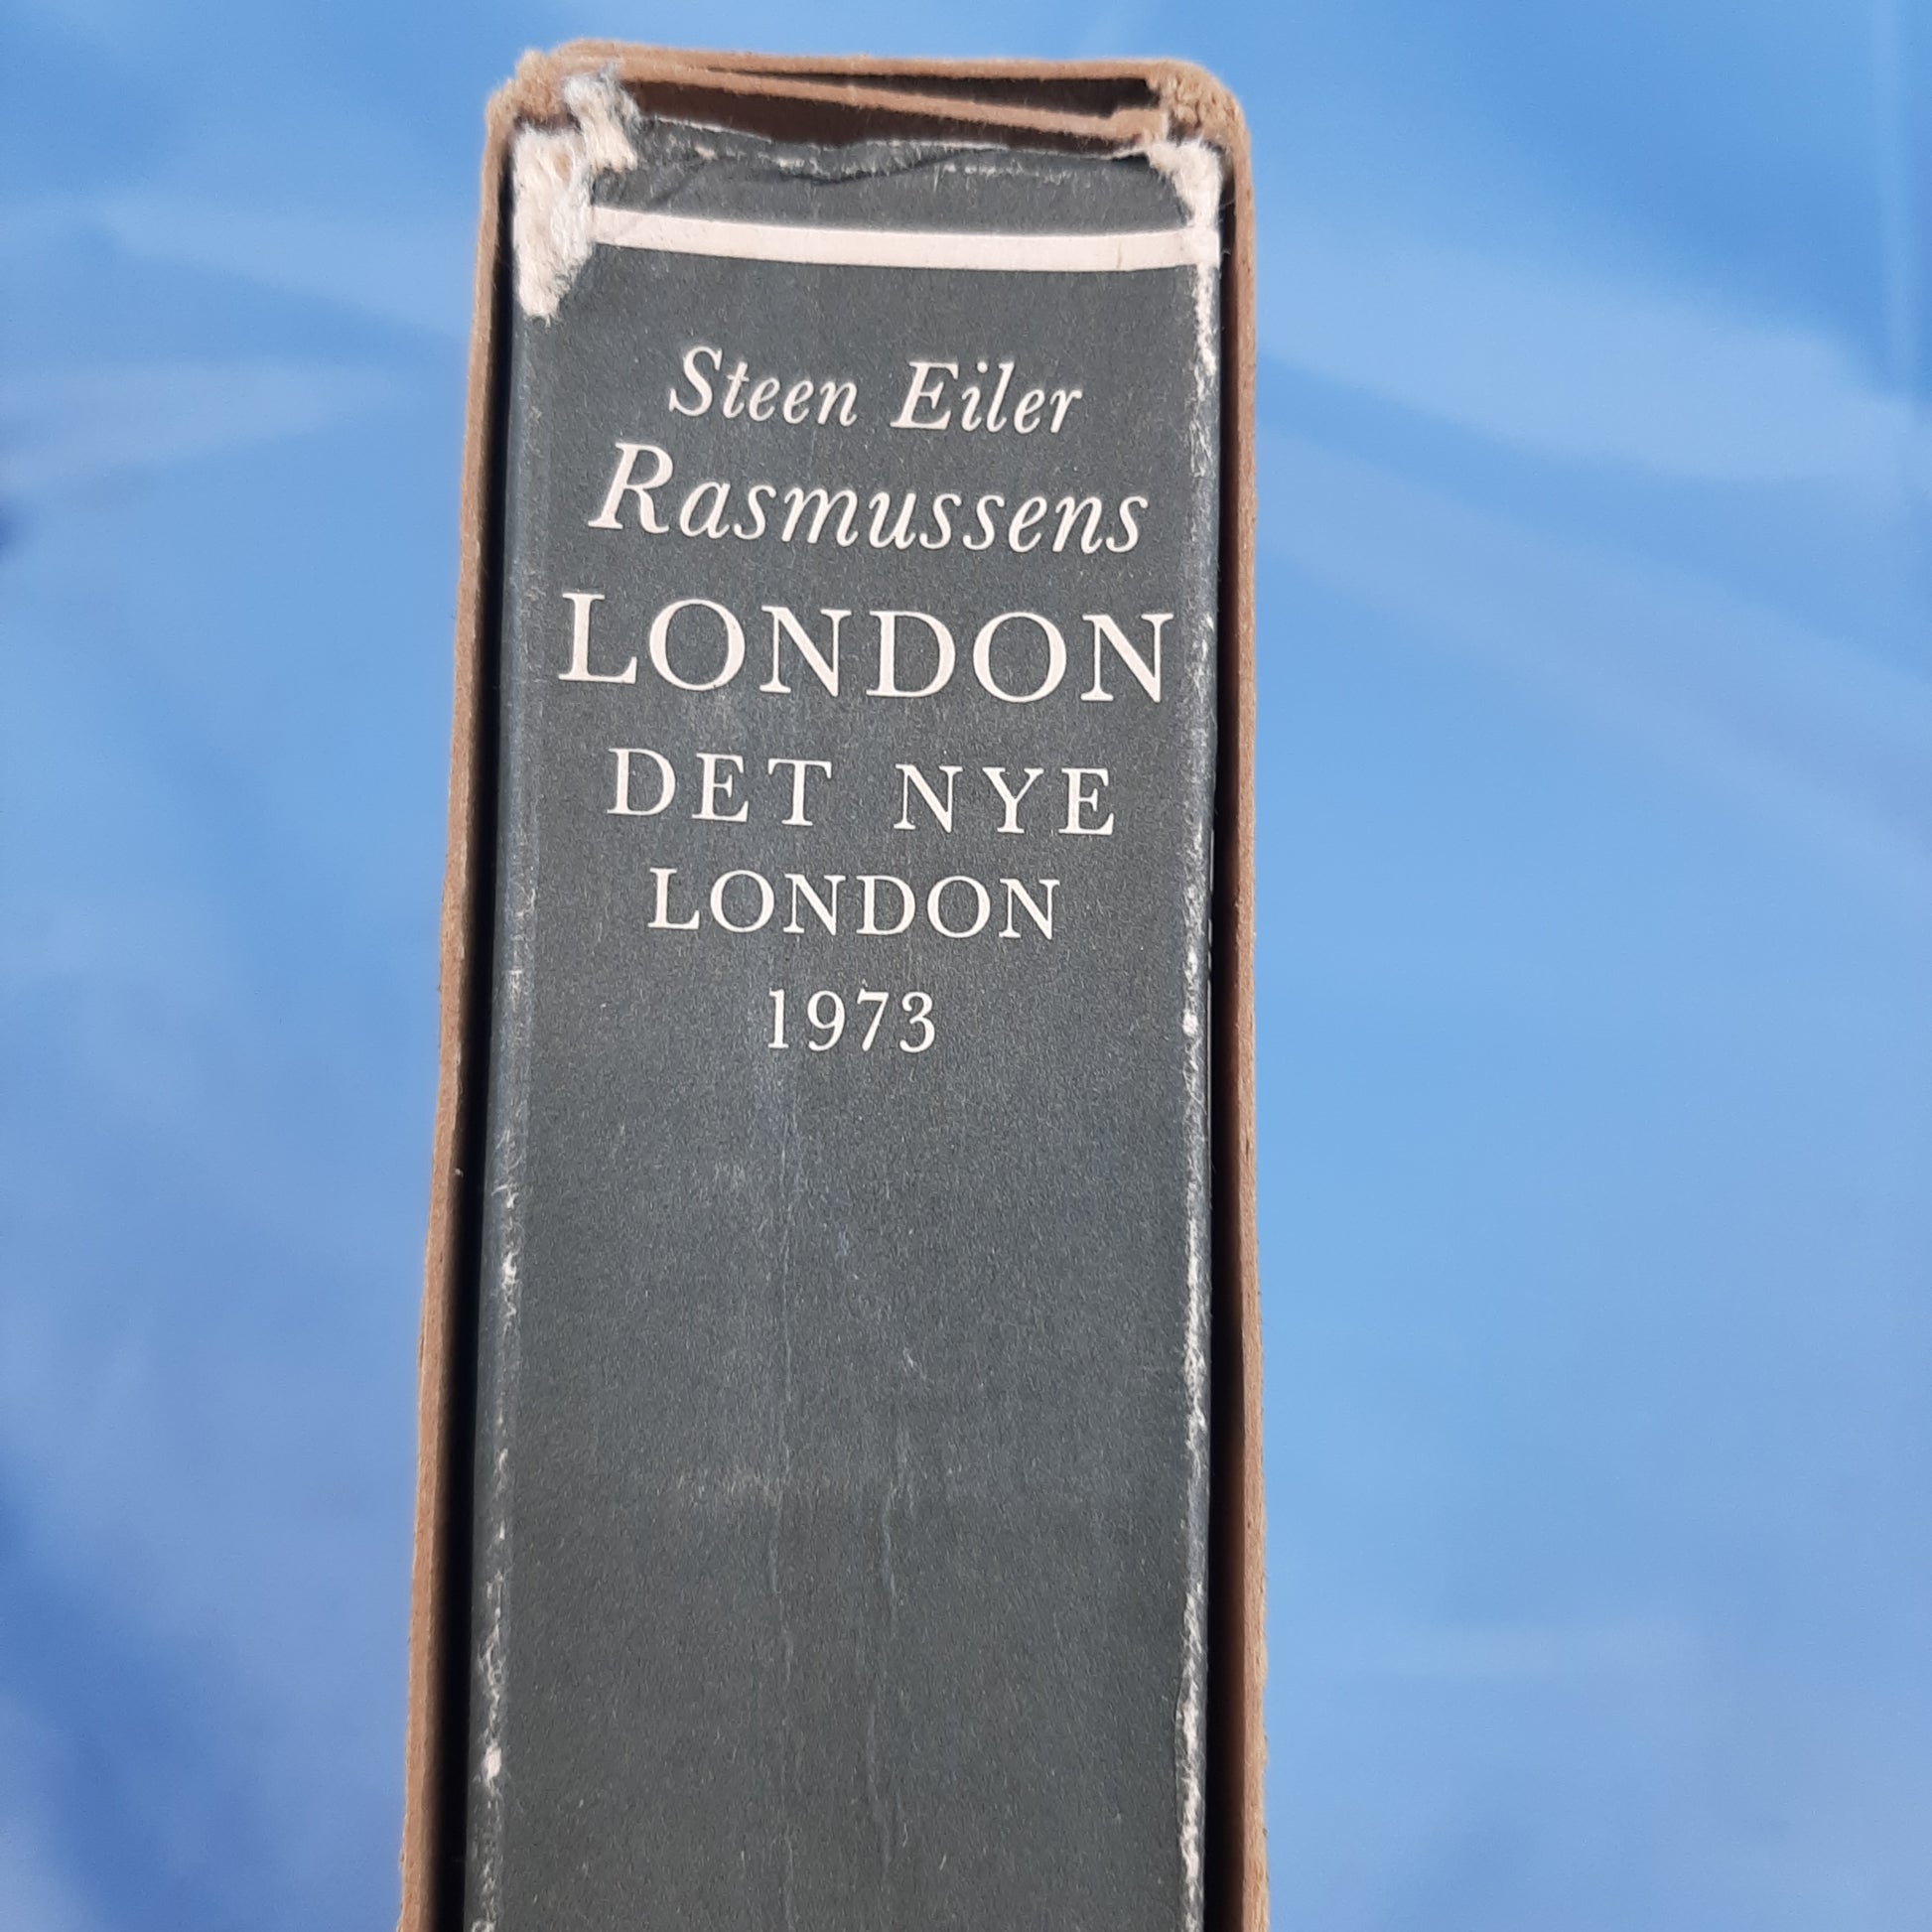 Steen Eiler
Rasmussens
LONDON
DET NYE
LONDON
1973